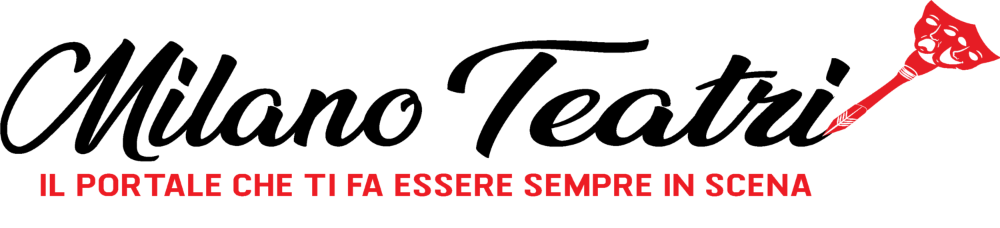 Milano Teatri
IL PORTALE CHE TI FA ESSERE SEMPRE IN SCENA